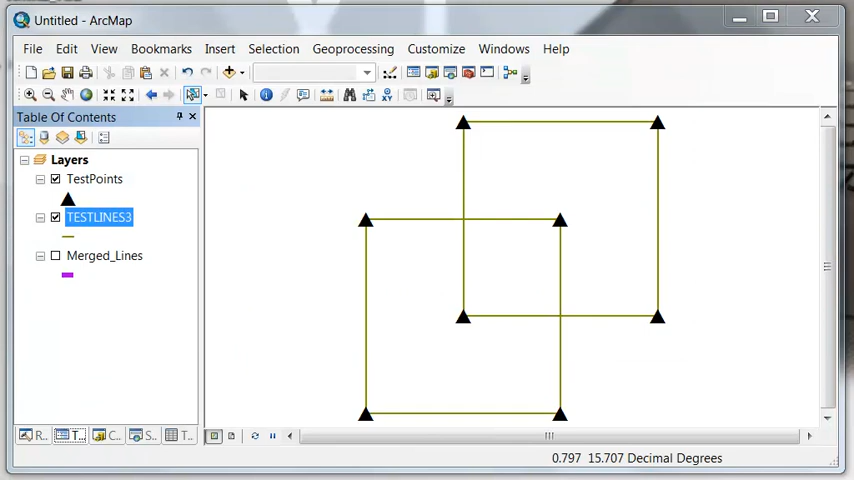 Untitled - ArcMap
File Edit View Bookmarks Insert Selection Geoprocessing Customize Windows Help
Table Of Contents
Layers
TestPoints
TESTLINES3
Merged_Lines
R... T... C... S... T...
0.797 15.707 Decimal Degrees